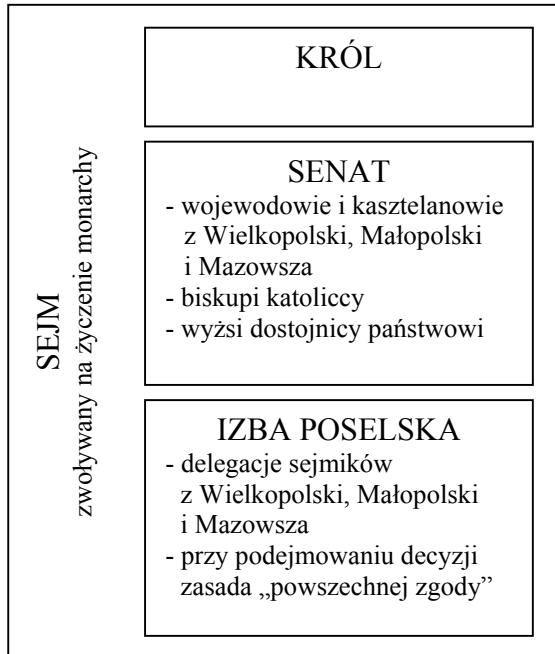 SEJM
zwoływany na życzenie monarchy
KRÓL
SENAT
- wojewodowie i kasztelanowie
z Wielkopolski, Małopolski
i Mazowsza
- biskupi katoliccy
- wyżsi dostojnicy państwowi
IZBA POSELSKA
- delegacje sejmików
z Wielkopolski, Małopolski
i Mazowsza
- przy podejmowaniu decyzji
zasada „powszechnej zgody”